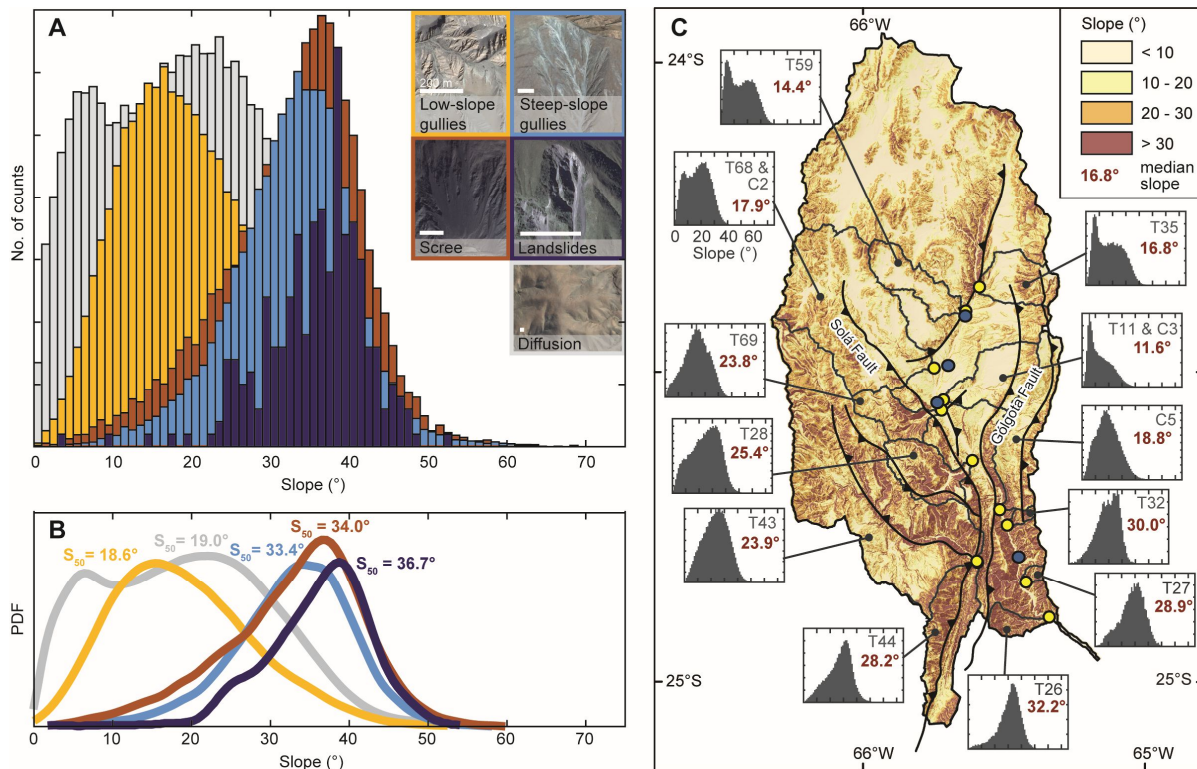 A
No. of counts
0
10
20
30
40
50
60
70
Slope (°)
200 m
Low-slope
gullies
Steep-slope
gullies
Scree
Landslides
Diffusion
B
PDF
S50 = 18.6°
S50 = 19.0°
S50 = 33.4°
S50 = 34.0°
S50 = 36.7°
0
10
20
30
40
50
60
70
Slope (°)
C
66°W
24°S
Slope (°)
< 10
10 - 20
20 - 30
> 30
16.8°
median
slope
T59
14.4°
T68 &
C2
17.9°
0 20 40 60
Slope (°)
T35
16.8°
T11 & C3
11.6°
T69
23.8°
Solá Fault
Golgota Fault
C5
18.8°
T28
25.4°
T32
30.0°
T43
23.9°
T27
28.9°
T44
28.2°
T26
32.2°
25°S
25°S
66°W
65°W